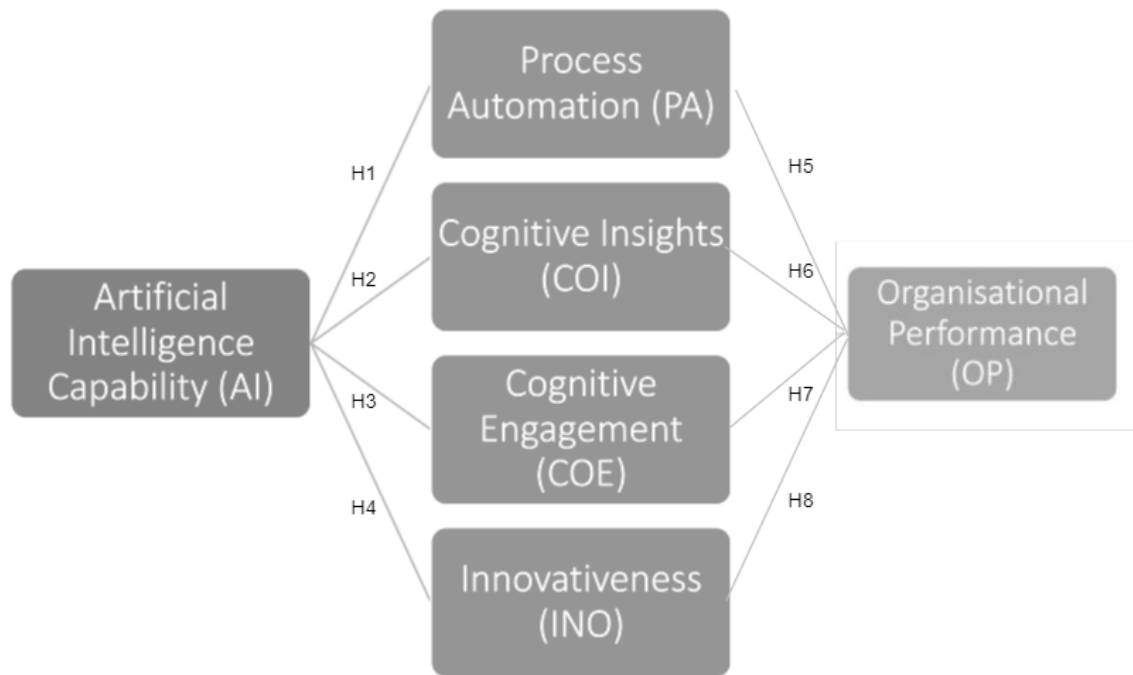 Process
Automation (PA)
H1
H5
Cognitive Insights
(COI)
H2
H6
Artificial
Intelligence
Capability (AI)
Organisational
Performance
(OP)
Cognitive
Engagement
(COE)
H3
H7
H4
H8
Innovativeness
(INO)